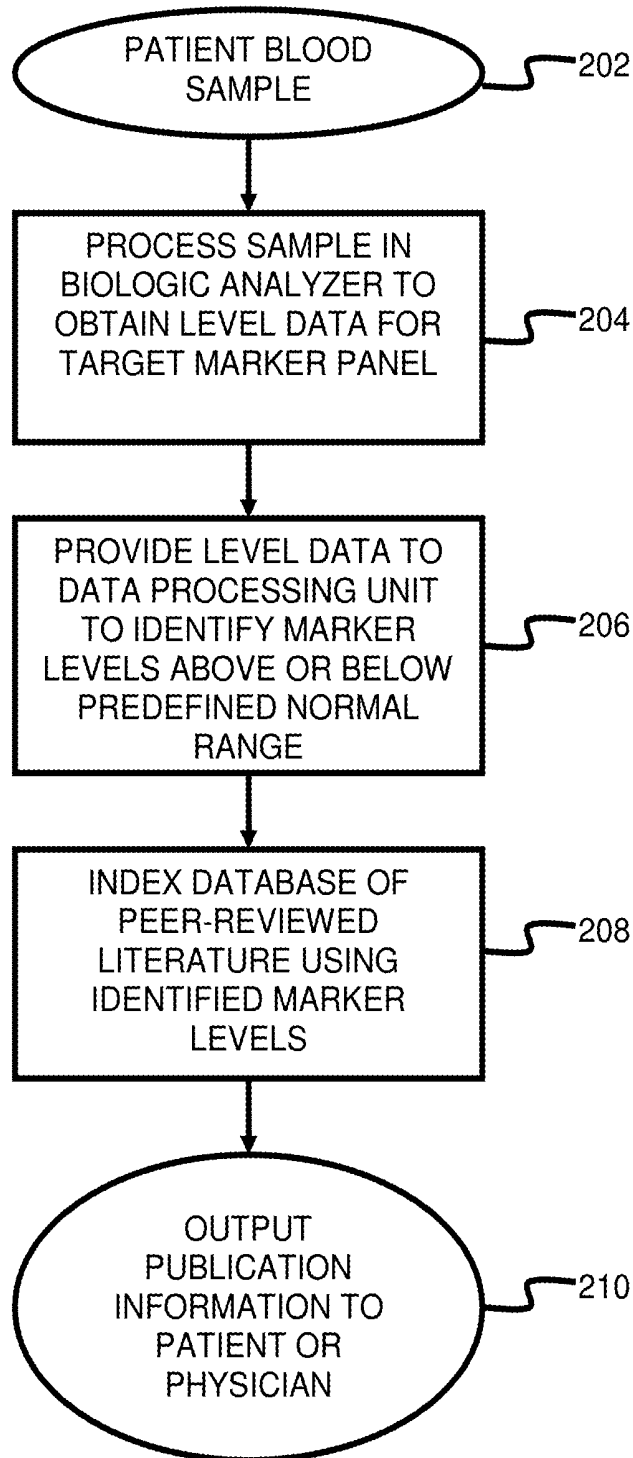 PATIENT BLOOD
SAMPLE
202
PROCESS SAMPLE IN
BIOLOGIC ANALYZER TO
OBTAIN LEVEL DATA FOR
TARGET MARKER PANEL
204
PROVIDE LEVEL DATA TO
DATA PROCESSING UNIT
TO IDENTIFY MARKER
LEVELS ABOVE OR BELOW
PREDEFINED NORMAL
RANGE
206
INDEX DATABASE OF
PEER-REVIEWED
LITERATURE USING
IDENTIFIED MARKER
LEVELS
208
OUTPUT
PUBLICATION
INFORMATION TO
PATIENT OR
PHYSICIAN
210